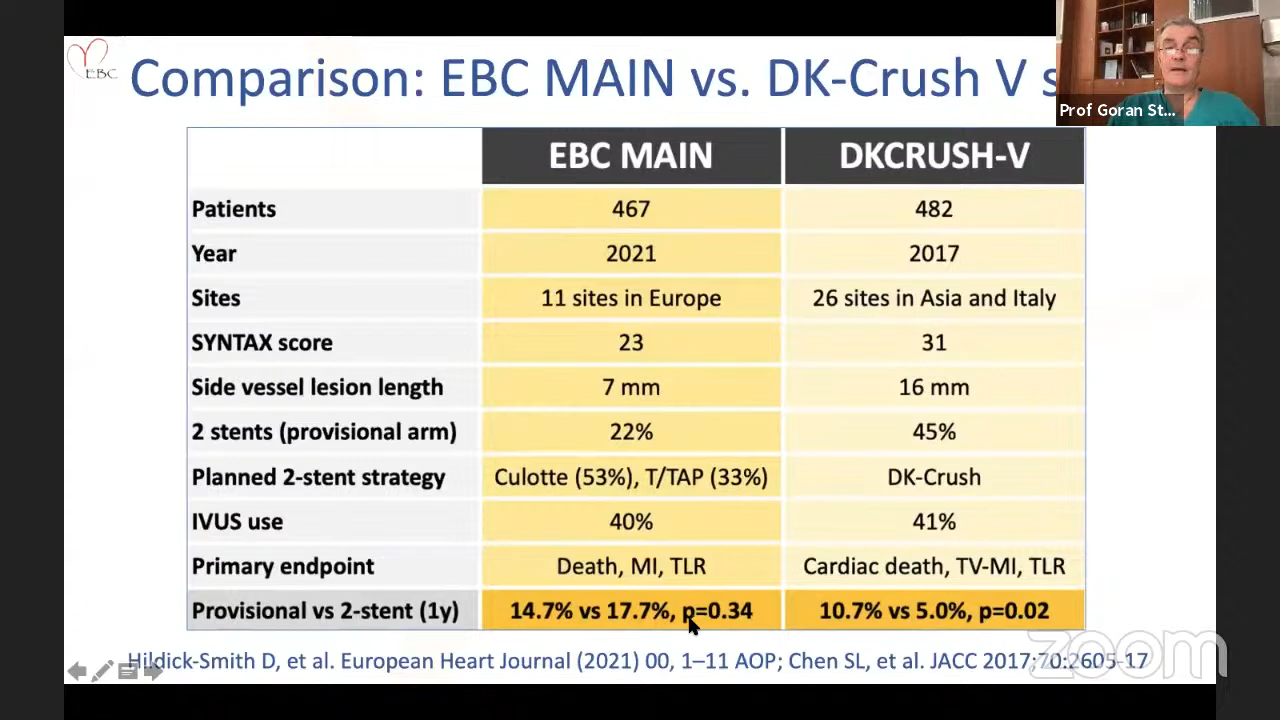 EBC
Comparison: EBC MAIN vs. DK-Crush V s
Prof Goran St...
EBC MAIN DKCRUSH-V
Patients 467 482
Year 2021 2017
Sites 11 sites in Europe 26 sites in Asia and Italy
SYNTAX score 23 31
Side vessel lesion length 7 mm 16 mm
2 stents (provisional arm) 22% 45%
Planned 2-stent strategy Culotte (53%), T/TAP (33%) DK-Crush
IVUS use 40% 41%
Primary endpoint Death, MI, TLR Cardiac death, TV-MI, TLR
Provisional vs 2-stent (1y) 14.7% vs 17.7%, p=0.34 10.7% vs 5.0%, p=0.02
Hildick-Smith D, et al. European Heart Journal (2021) 00, 1–11 AOP; Chen SL, et al. JACC 2017;70:2605-17
zoom